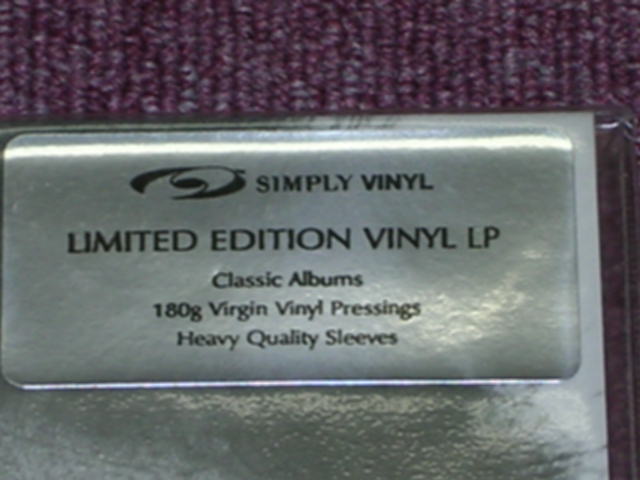 SIMPLY VINYL
LIMITED EDITION VINYL LP
Classic Albums
180g Virgin Vinyl Pressings
Heavy Quality Sleeves